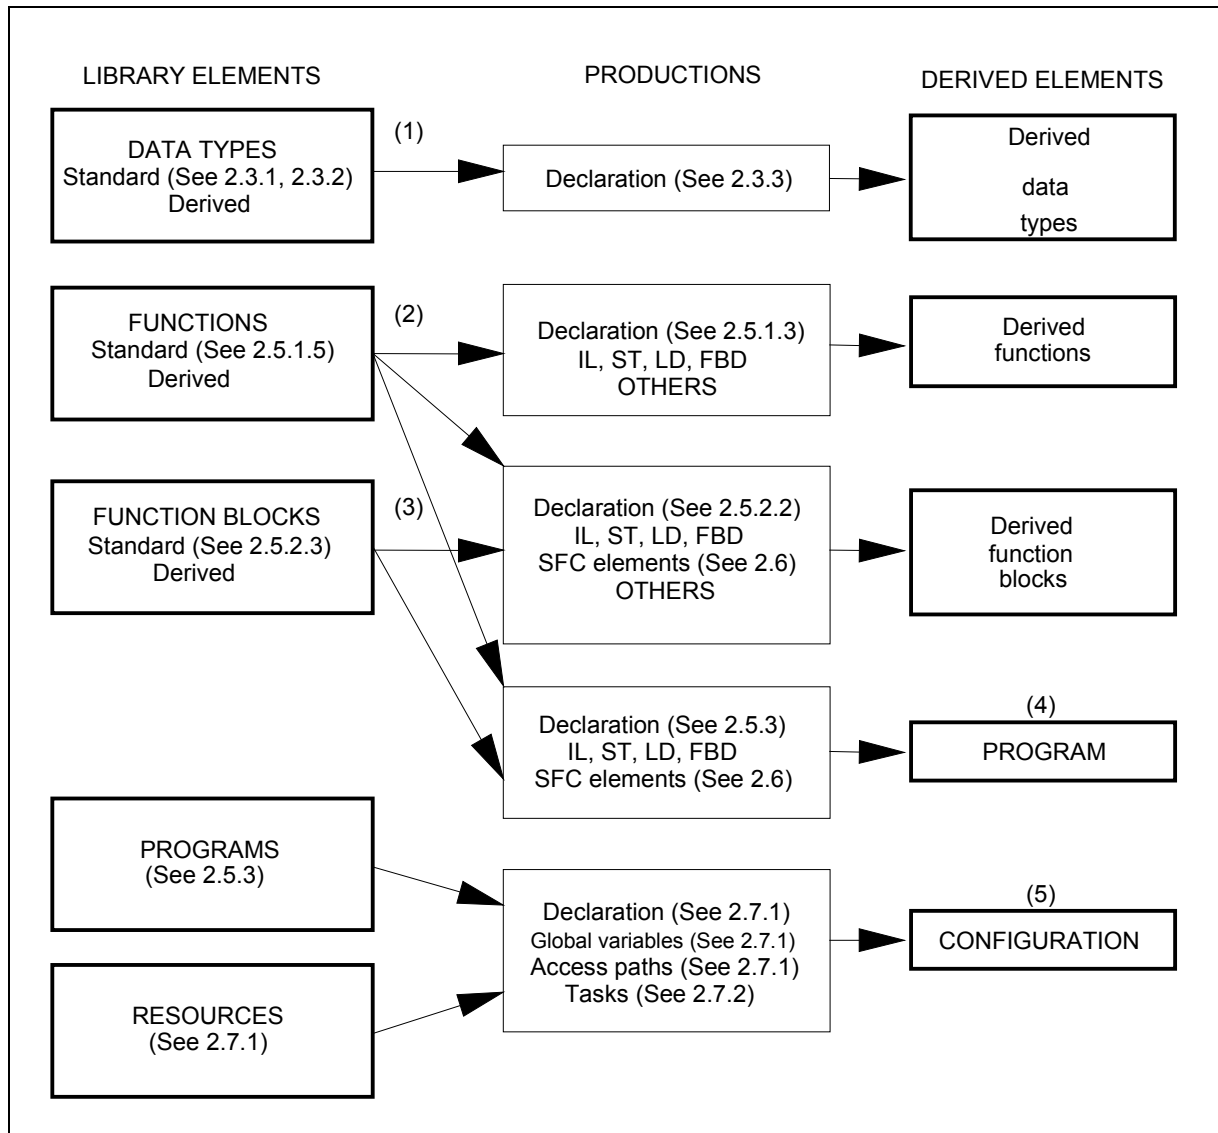 LIBRARY ELEMENTS
PRODUCTIONS
DERIVED ELEMENTS
DATA TYPES
Standard (See 2.3.1, 2.3.2)
Derived
(1)
Declaration (See 2.3.3)
Derived
data
types
FUNCTIONS
Standard (See 2.5.1.5)
Derived
(2)
Declaration (See 2.5.1.3)
IL, ST, LD, FBD
OTHERS
Derived
functions
FUNCTION BLOCKS
Standard (See 2.5.2.3)
Derived
(3)
Declaration (See 2.5.2.2)
IL, ST, LD, FBD
SFC elements (See 2.6)
OTHERS
Derived
function
blocks
Declaration (See 2.5.3)
IL, ST, LD, FBD
SFC elements (See 2.6)
(4)
PROGRAM
PROGRAMS
(See 2.5.3)
Declaration (See 2.7.1)
Global variables (See 2.7.1)
Access paths (See 2.7.1)
Tasks (See 2.7.2)
(5)
CONFIGURATION
RESOURCES
(See 2.7.1)